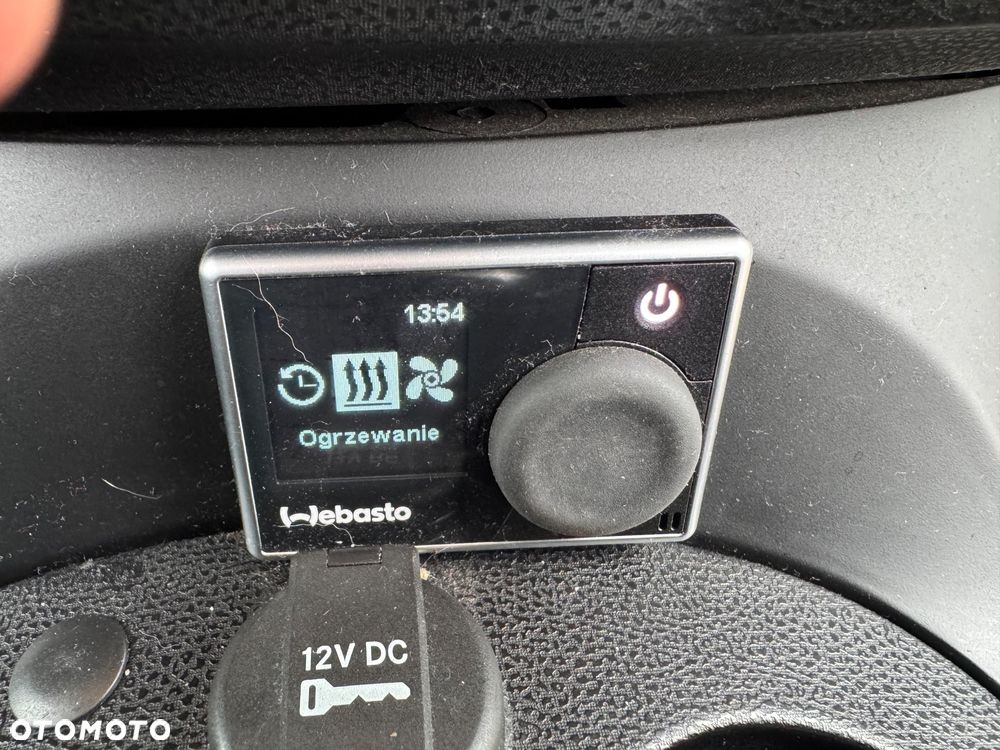 13:54
Ogrzewanie
Webasto
12V DC
OTOMOTO